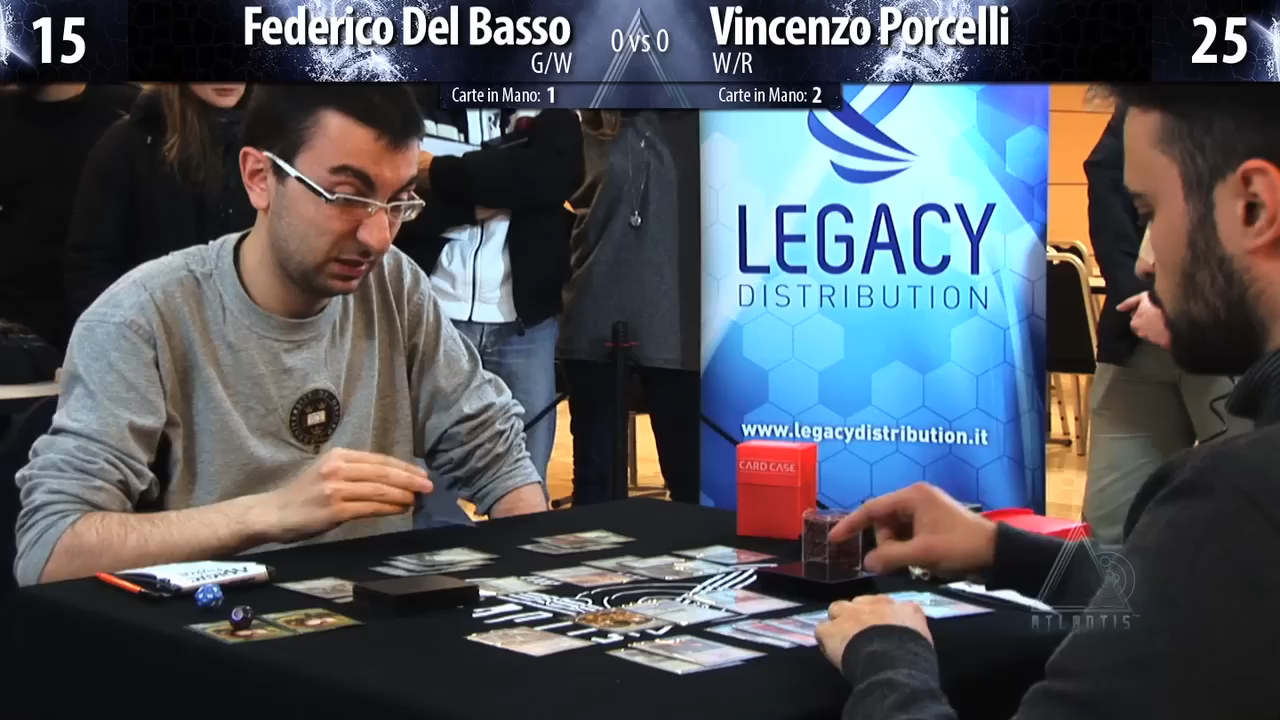 15
Federico Del Basso
G/W
0 vs 0
Vincenzo Porcelli
W/R
25
Carte in Mano: 1
Carte in Mano: 2
LEGACY
DISTRIBUTION
www.legacydistribution.it
CARD CASE
ATLANTIS